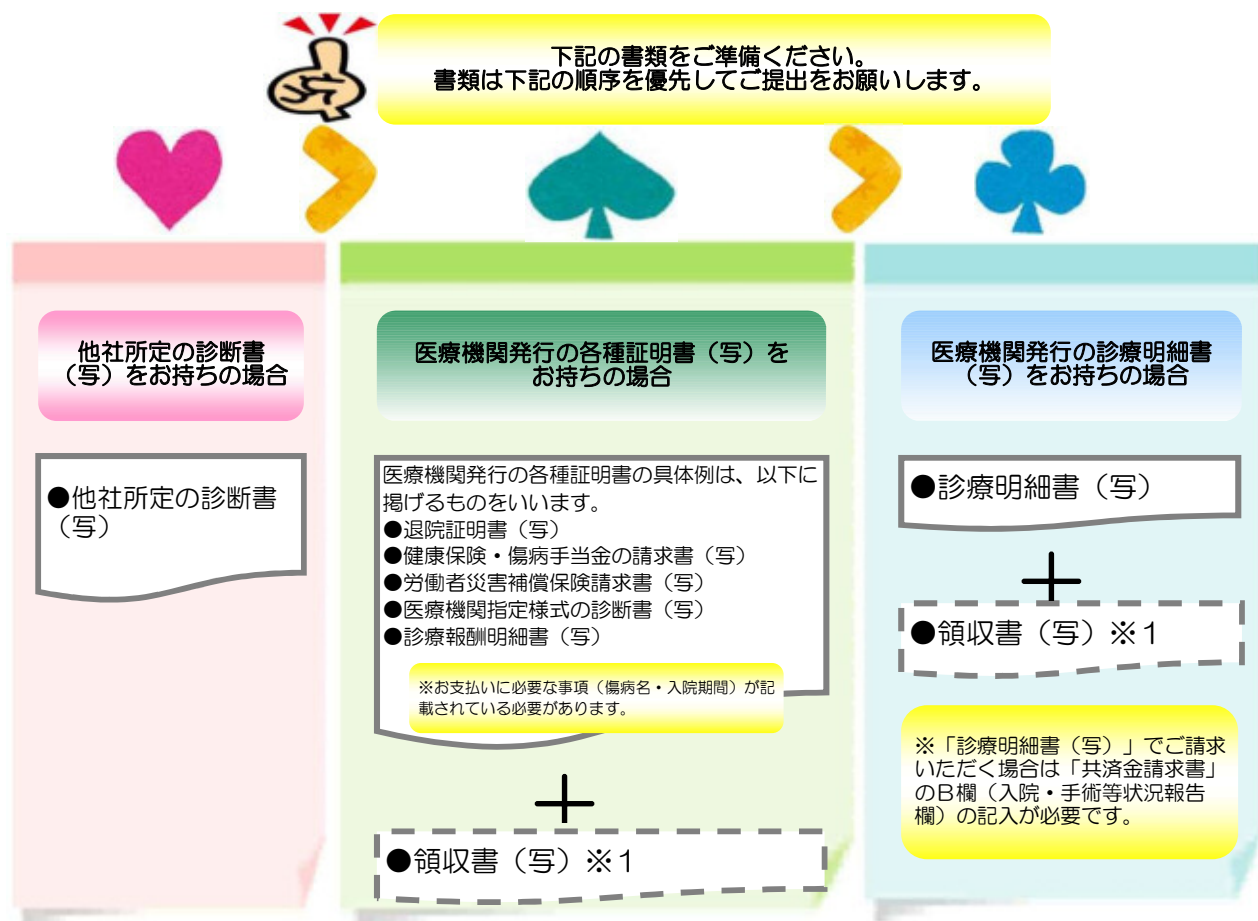 下記の書類をご準備ください。
書類は下記の順序を優先してご提出をお願いします。
他社所定の診断書
（写）をお持ちの場合
●他社所定の診断書
（写）
医療機関発行の各種証明書（写）を
お持ちの場合
医療機関発行の各種証明書の具体例は、以下に
掲げるものをいいます。
●退院証明書（写）
●健康保険・傷病手当金の請求書（写）
●労働者災害補償保険請求書（写）
●医療機関指定様式の診断書（写）
●診療報酬明細書（写）
※お支払いに必要な事項（傷病名・入院期間）が記
載されている必要があります。
＋
●領収書（写）※１
医療機関発行の診療明細書
（写）をお持ちの場合
●診療明細書（写）
＋
●領収書（写）※１
※「診療明細書（写）」でご請求
いただく場合は「共済金請求書」
のＢ欄（入院・手術等状況報告
欄）の記入が必要です。